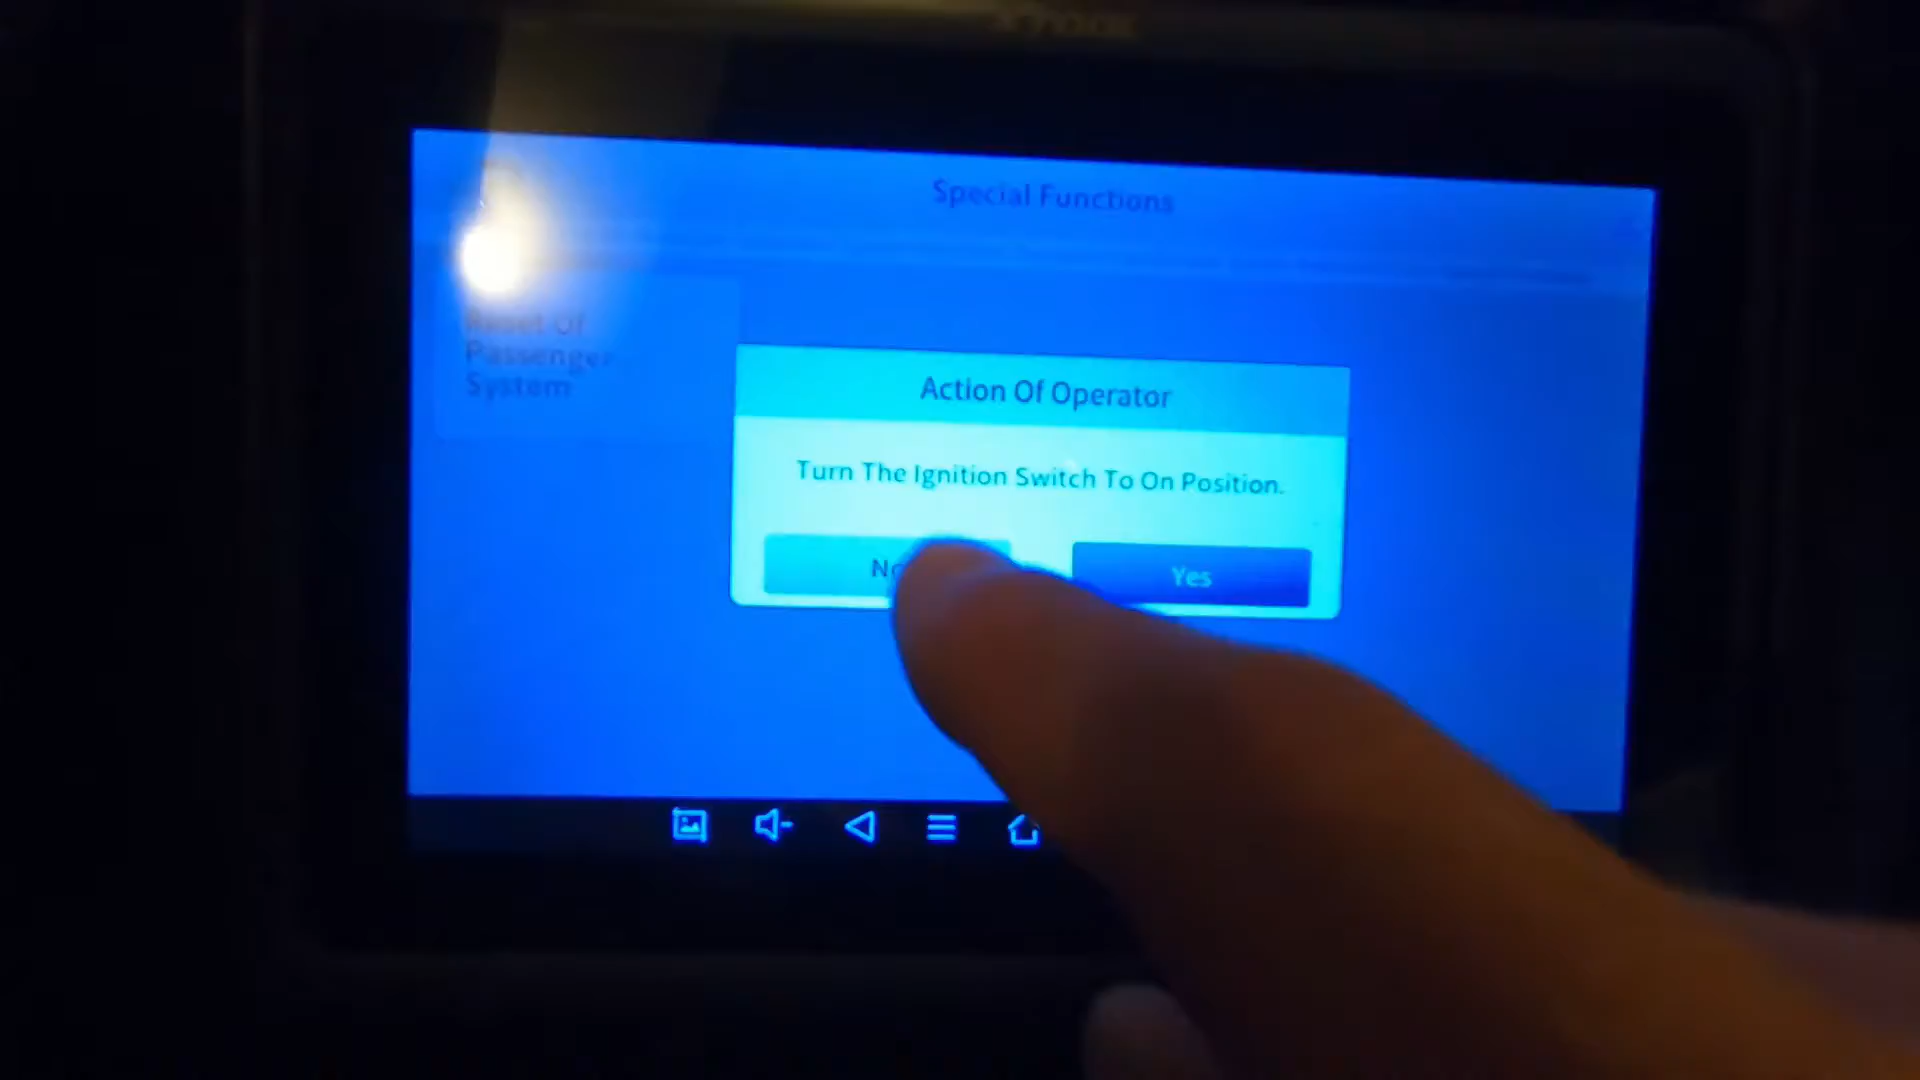 Special Functions
Reset Of
Passenger
System
Action Of Operator
Turn The Ignition Switch To On Position.
No
Yes